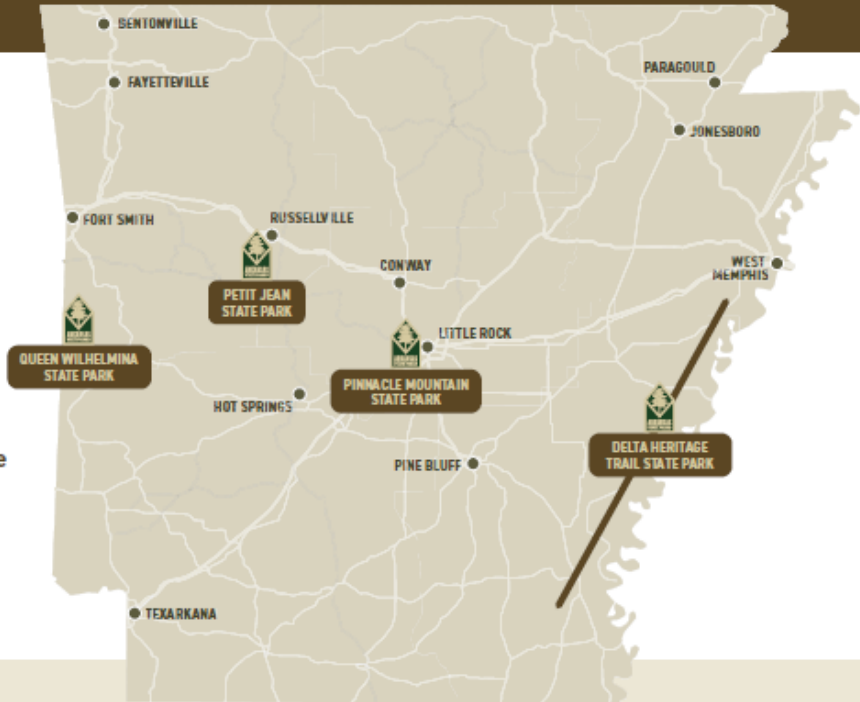 BENTONVILLE
FAYETTEVILLE
PARAGOULD
JONESBORO
FORT SMITH
RUSSELLVILLE
PETIT JEAN
STATE PARK
CONWAY
WEST
MEMPHIS
QUEEN WILHELMINA
STATE PARK
LITTLE ROCK
PINNACLE MOUNTAIN
STATE PARK
HOT SPRINGS
DELTA HERITAGE
TRAIL STATE PARK
e
PINE BLUFF
TEXARKANA